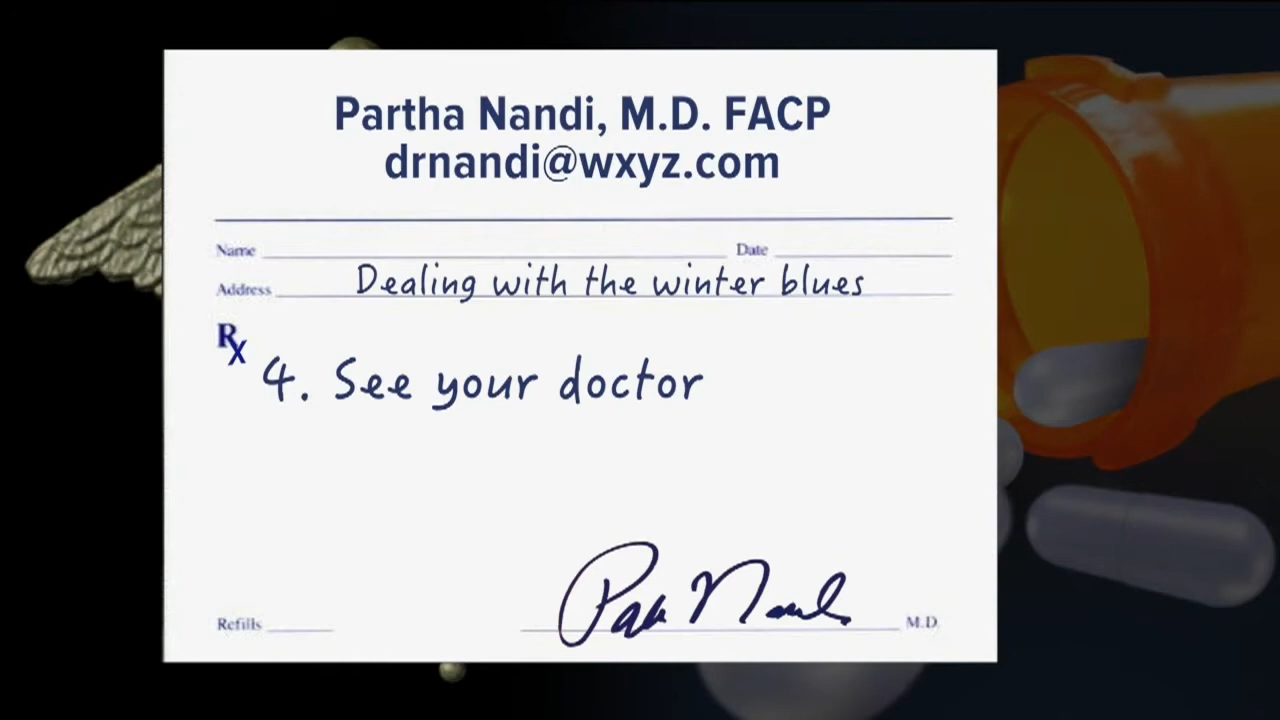 Partha Nandi, M.D. FACP
drnandi@wxyz.com
Name Date
Address Dealing with the winter blues
Rx
4. See your doctor
Refills M.D.